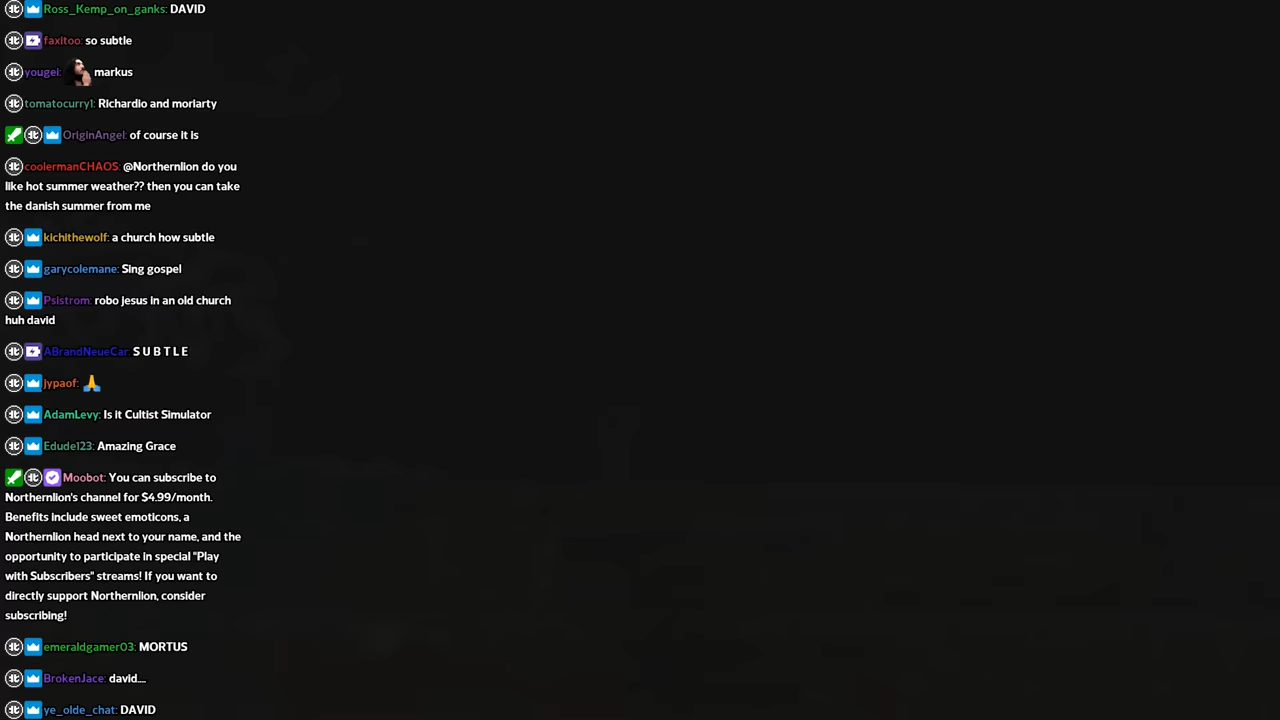 Ross_Kemp_on_ganks: DAVID
faxltoo: so subtle
yougei: markus
tomatocurry1: Richardio and moriarty
OriginAngel: of course it is
coolermanCHAOS: @Northernlion do you
like hot summer weather?? then you can take
the danish summer from me
kichithewolf: a church how subtle
garycolemane: Sing gospel
Psistrom: robo jesus in an old church
huh david
ABrandNeueCar: S U B T L E
jypaof: 🙏
AdamLevy: Is it Cultist Simulator
Edude123: Amazing Grace
Moobot: You can subscribe to
Northernlion's channel for $4.99/month.
Benefits include sweet emoticons, a
Northernlion head next to your name, and the
opportunity to participate in special "Play
with Subscribers" streams! If you want to
directly support Northernlion, consider
subscribing!
emeraldgamer03: MORTUS
BrokenJace: david....
ye_olde_chat: DAVID